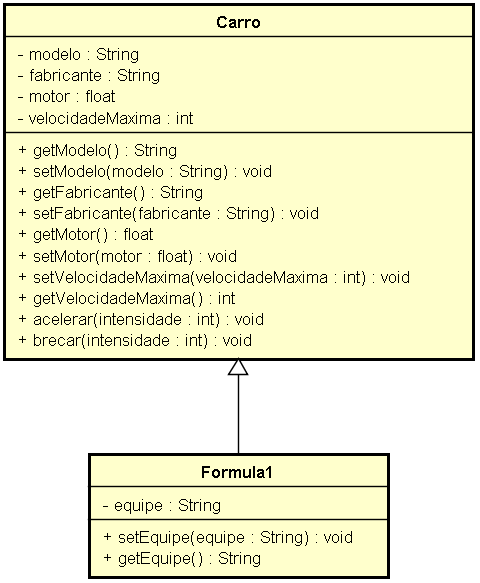 Carro
- modelo : String
- fabricante : String
- motor : float
- velocidadeMaxima : int
+ getModelo() : String
+ setModelo(modelo : String) : void
+ getFabricante() : String
+ setFabricante(fabricante : String) : void
+ getMotor() : float
+ setMotor(motor : float) : void
+ setVelocidadeMaxima(velocidadeMaxima : int) : void
+ getVelocidadeMaxima() : int
+ acelerar(intensidade : int) : void
+ brecar(intensidade : int) : void
Formula1
- equipe : String
+ setEquipe(equipe : String) : void
+ getEquipe() : String